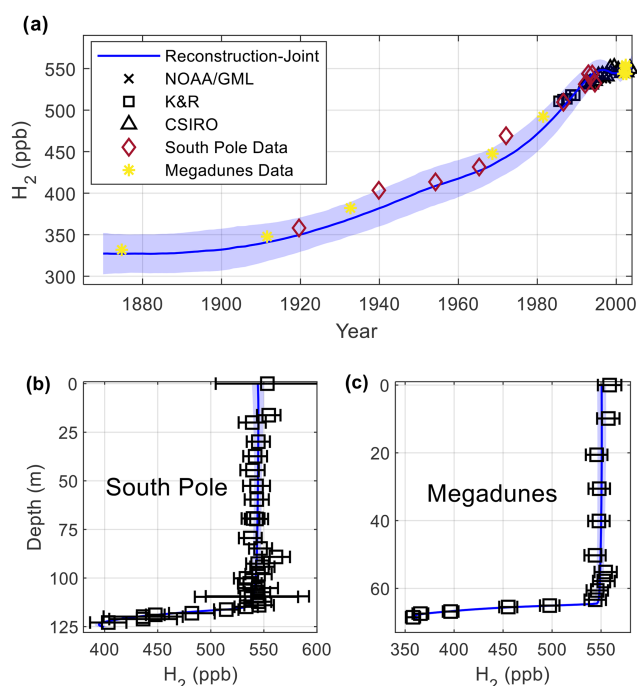 (a)
550
500
450
400
350
300
H2 (ppb)
Reconstruction-Joint
NOAA/GML
K&R
CSIRO
South Pole Data
Megadunes Data
1880 1900 1920 1940 1960 1980 2000
Year
(b)
0
25
50
75
100
125
Depth (m)
South Pole
400 450 500 550 600
H2 (ppb)
(c)
0
20
40
60
Megadunes
350 400 450 500 550
H2 (ppb)